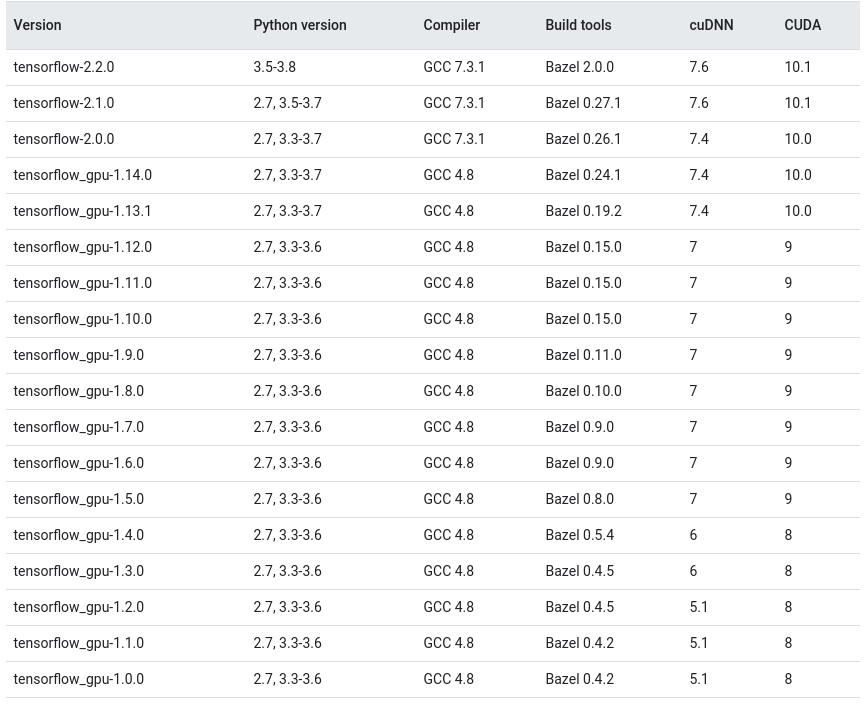 Version Python version Compiler Build tools cuDNN CUDA
tensorflow-2.2.0 3.5-3.8 GCC 7.3.1 Bazel 2.0.0 7.6 10.1
tensorflow-2.1.0 2.7, 3.5-3.7 GCC 7.3.1 Bazel 0.27.1 7.6 10.1
tensorflow-2.0.0 2.7, 3.3-3.7 GCC 7.3.1 Bazel 0.26.1 7.4 10.0
tensorflow_gpu-1.14.0 2.7, 3.3-3.7 GCC 4.8 Bazel 0.24.1 7.4 10.0
tensorflow_gpu-1.13.1 2.7, 3.3-3.7 GCC 4.8 Bazel 0.19.2 7.4 10.0
tensorflow_gpu-1.12.0 2.7, 3.3-3.6 GCC 4.8 Bazel 0.15.0 7 9
tensorflow_gpu-1.11.0 2.7, 3.3-3.6 GCC 4.8 Bazel 0.15.0 7 9
tensorflow_gpu-1.10.0 2.7, 3.3-3.6 GCC 4.8 Bazel 0.15.0 7 9
tensorflow_gpu-1.9.0 2.7, 3.3-3.6 GCC 4.8 Bazel 0.11.0 7 9
tensorflow_gpu-1.8.0 2.7, 3.3-3.6 GCC 4.8 Bazel 0.10.0 7 9
tensorflow_gpu-1.7.0 2.7, 3.3-3.6 GCC 4.8 Bazel 0.9.0 7 9
tensorflow_gpu-1.6.0 2.7, 3.3-3.6 GCC 4.8 Bazel 0.9.0 7 9
tensorflow_gpu-1.5.0 2.7, 3.3-3.6 GCC 4.8 Bazel 0.8.0 7 9
tensorflow_gpu-1.4.0 2.7, 3.3-3.6 GCC 4.8 Bazel 0.5.4 6 8
tensorflow_gpu-1.3.0 2.7, 3.3-3.6 GCC 4.8 Bazel 0.4.5 6 8
tensorflow_gpu-1.2.0 2.7, 3.3-3.6 GCC 4.8 Bazel 0.4.5 5.1 8
tensorflow_gpu-1.1.0 2.7, 3.3-3.6 GCC 4.8 Bazel 0.4.2 5.1 8
tensorflow_gpu-1.0.0 2.7, 3.3-3.6 GCC 4.8 Bazel 0.4.2 5.1 8